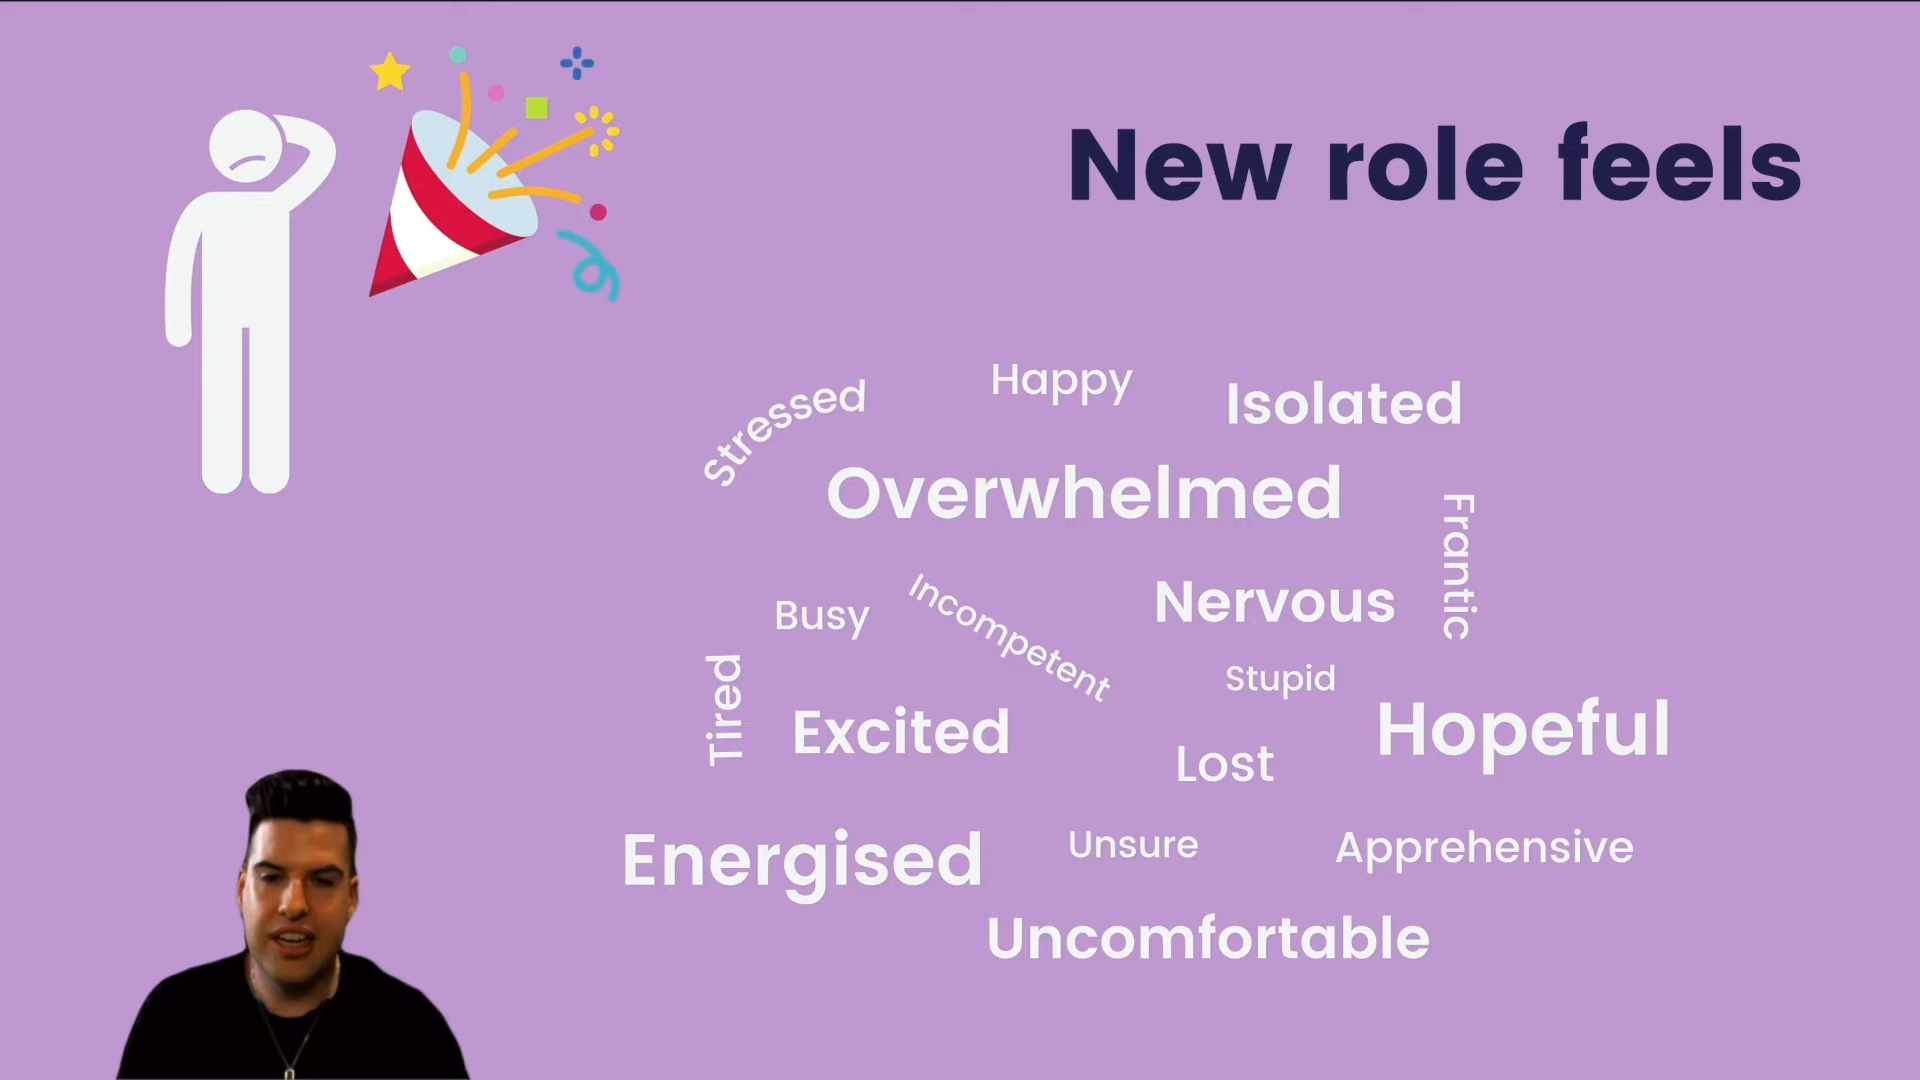 New role feels
Stressed
Happy
Isolated
Overwhelmed
Frantic
Busy
Incompetent
Nervous
Tired
Stupid
Excited
Hopeful
Lost
Energised
Unsure
Apprehensive
Uncomfortable